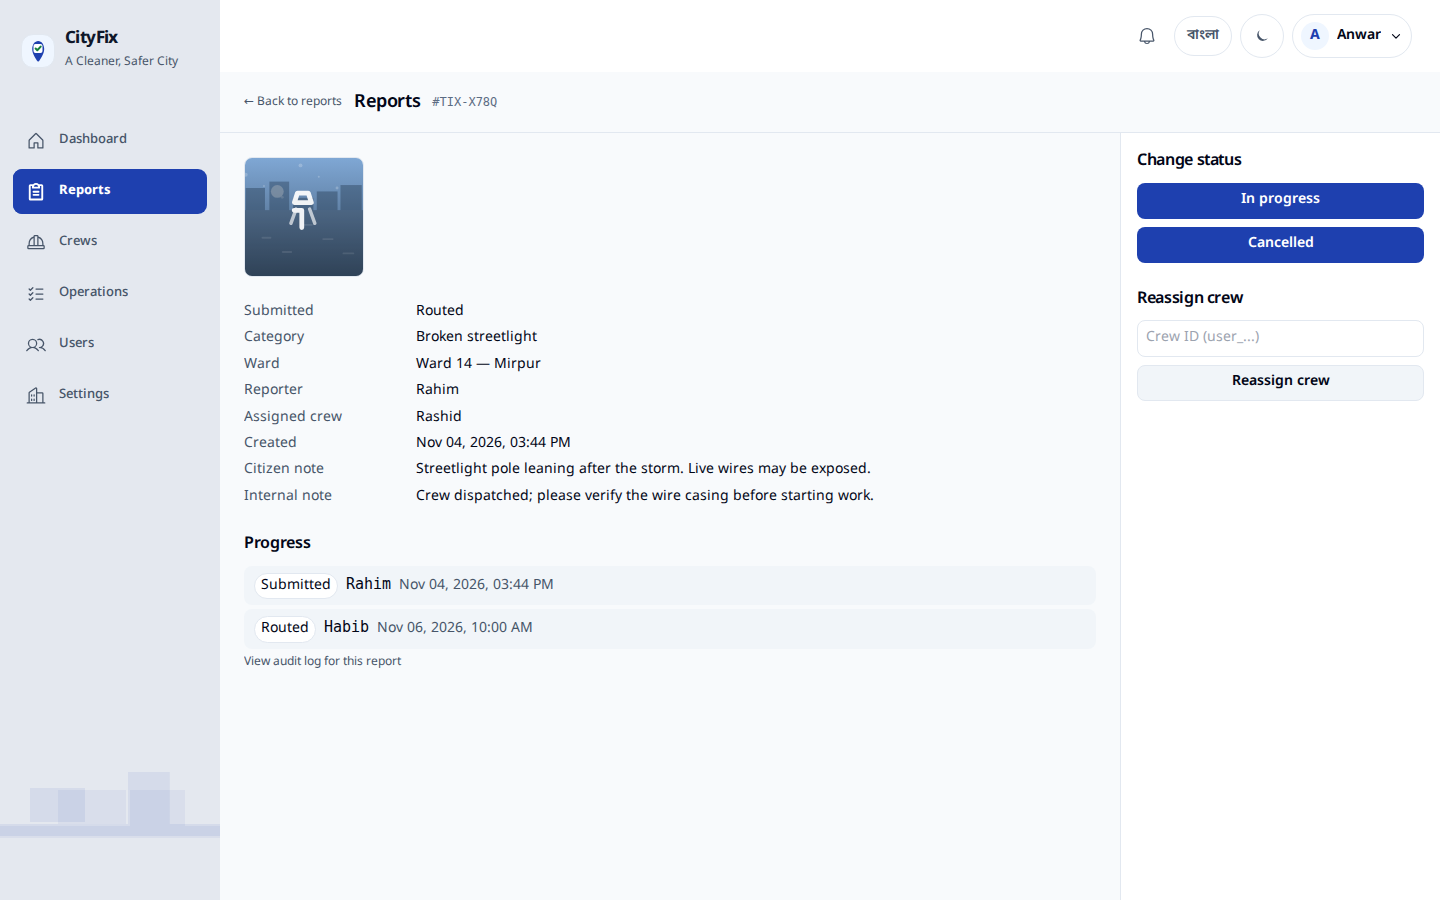 CityFix
A Cleaner, Safer City
Dashboard
Reports
Crews
Operations
Users
Settings
বাংলা
A Anwar
← Back to reports Reports #TIX-X78Q
Submitted Routed
Category Broken streetlight
Ward Ward 14 — Mirpur
Reporter Rahim
Assigned crew Rashid
Created Nov 04, 2026, 03:44 PM
Citizen note Streetlight pole leaning after the storm. Live wires may be exposed.
Internal note Crew dispatched; please verify the wire casing before starting work.
Progress
Submitted Rahim Nov 04, 2026, 03:44 PM
Routed Habib Nov 06, 2026, 10:00 AM
View audit log for this report
Change status
In progress
Cancelled
Reassign crew
Crew ID (user_...)
Reassign crew